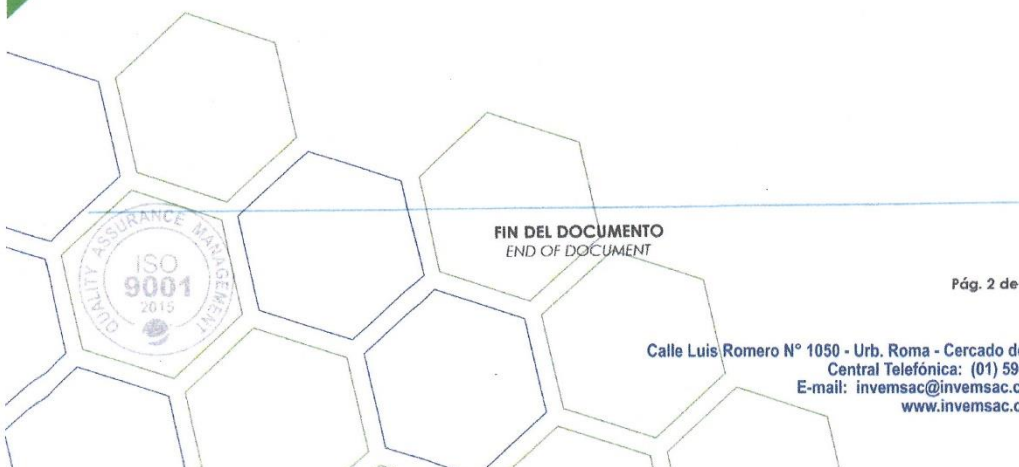 QUALITY ASSURANCE MANAGEMENT
ISO
9001
2015
FIN DEL DOCUMENTO
END OF DOCUMENT
Pág. 2 de
Calle Luis Romero N° 1050 - Urb. Roma - Cercado de
Central Telefónica: (01) 59
E-mail: invemsac@invemsac.c
www.invemsac.c